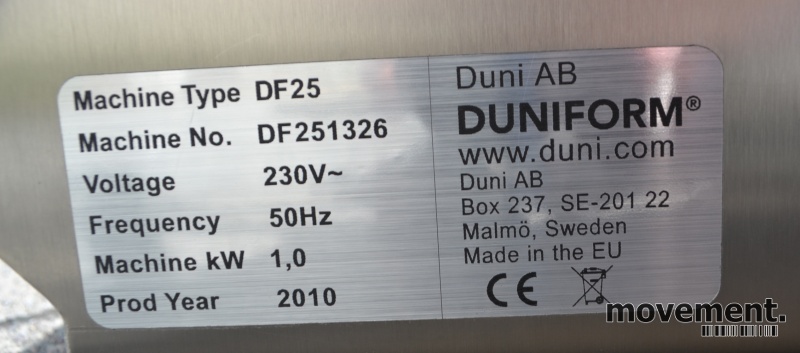 Machine Type DF25
Machine No. DF251326
Voltage 230V~
Frequency 50Hz
Machine kW 1,0
Prod Year 2010
Duni AB
DUNIFORM®
www.duni.com
Duni AB
Box 237, SE-201 22
Malmö, Sweden
Made in the EU
CE
movement.